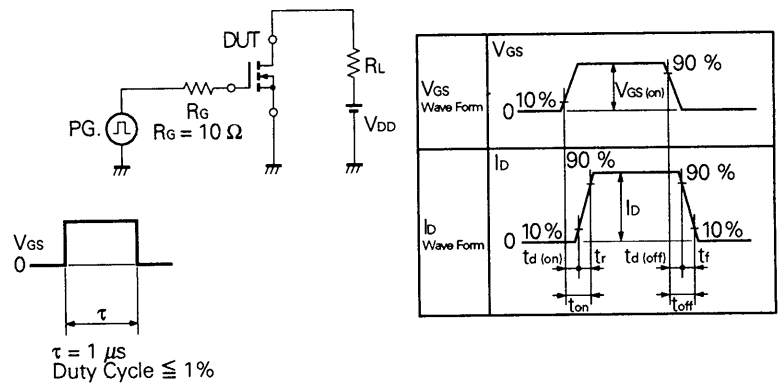 DUT
RL
RG
PG.
RG = 10 Ω
VDD
VGS
0
τ
τ = 1 μs
Duty Cycle ≦ 1%
VGS
Wave Form
VGS
90 %
VGS (on)
10 %
0
ID
Wave Form
ID
90 %
90 %
ID
10 %
10 %
0
td (on)
tr
td (off)
tf
ton
toff